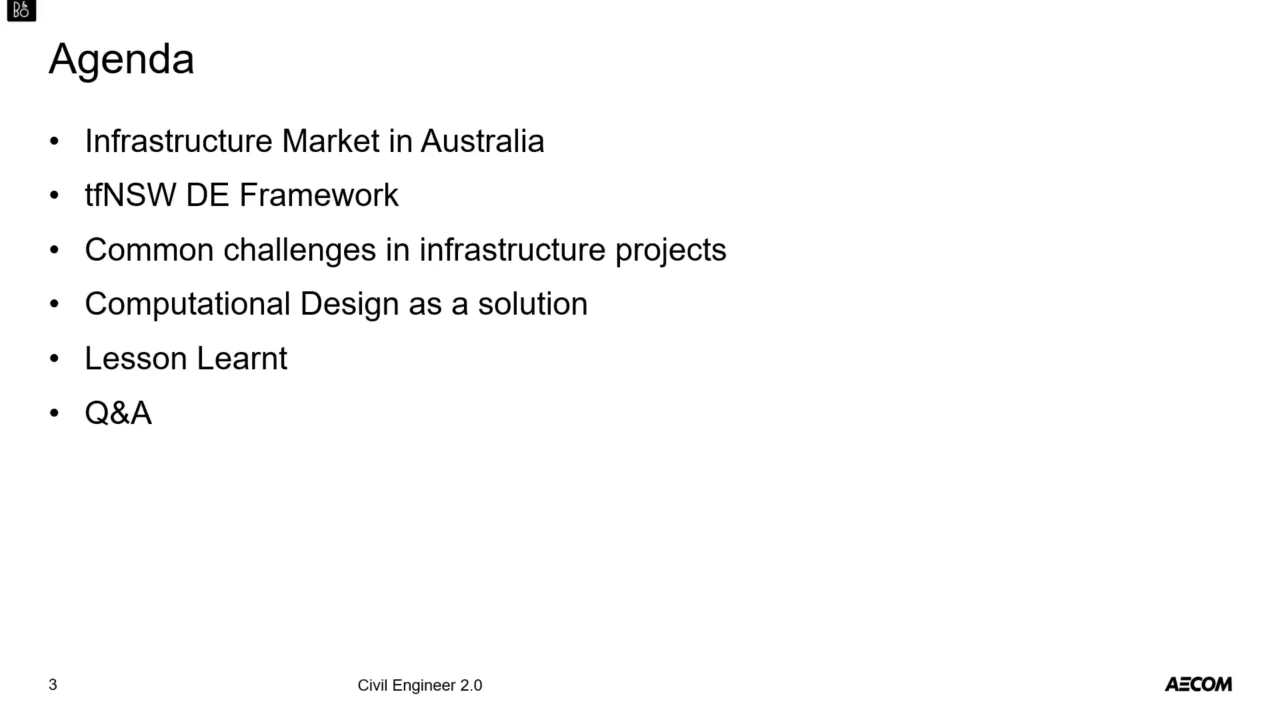 D&
BO
Agenda
• Infrastructure Market in Australia
• tfNSW DE Framework
• Common challenges in infrastructure projects
• Computational Design as a solution
• Lesson Learnt
• Q&A
3
Civil Engineer 2.0
AECOM